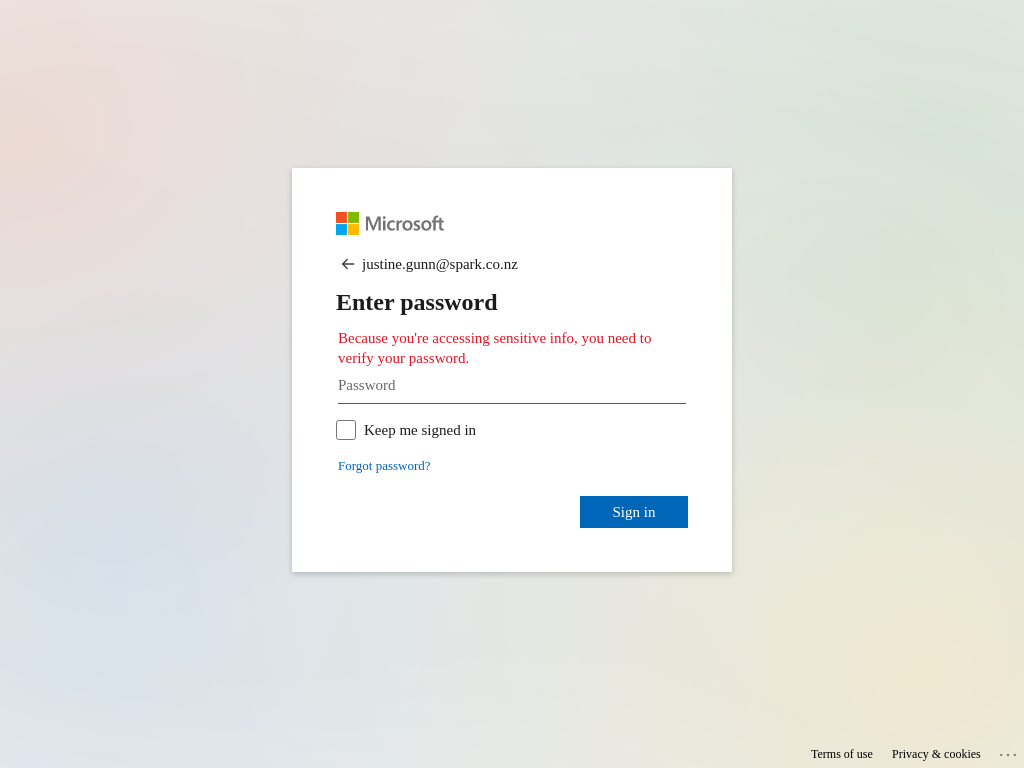 Microsoft
justine.gunn@spark.co.nz
Enter password
Because you're accessing sensitive info, you need to
verify your password.
Password
Keep me signed in
Forgot password?
Sign in
Terms of use Privacy & cookies ...